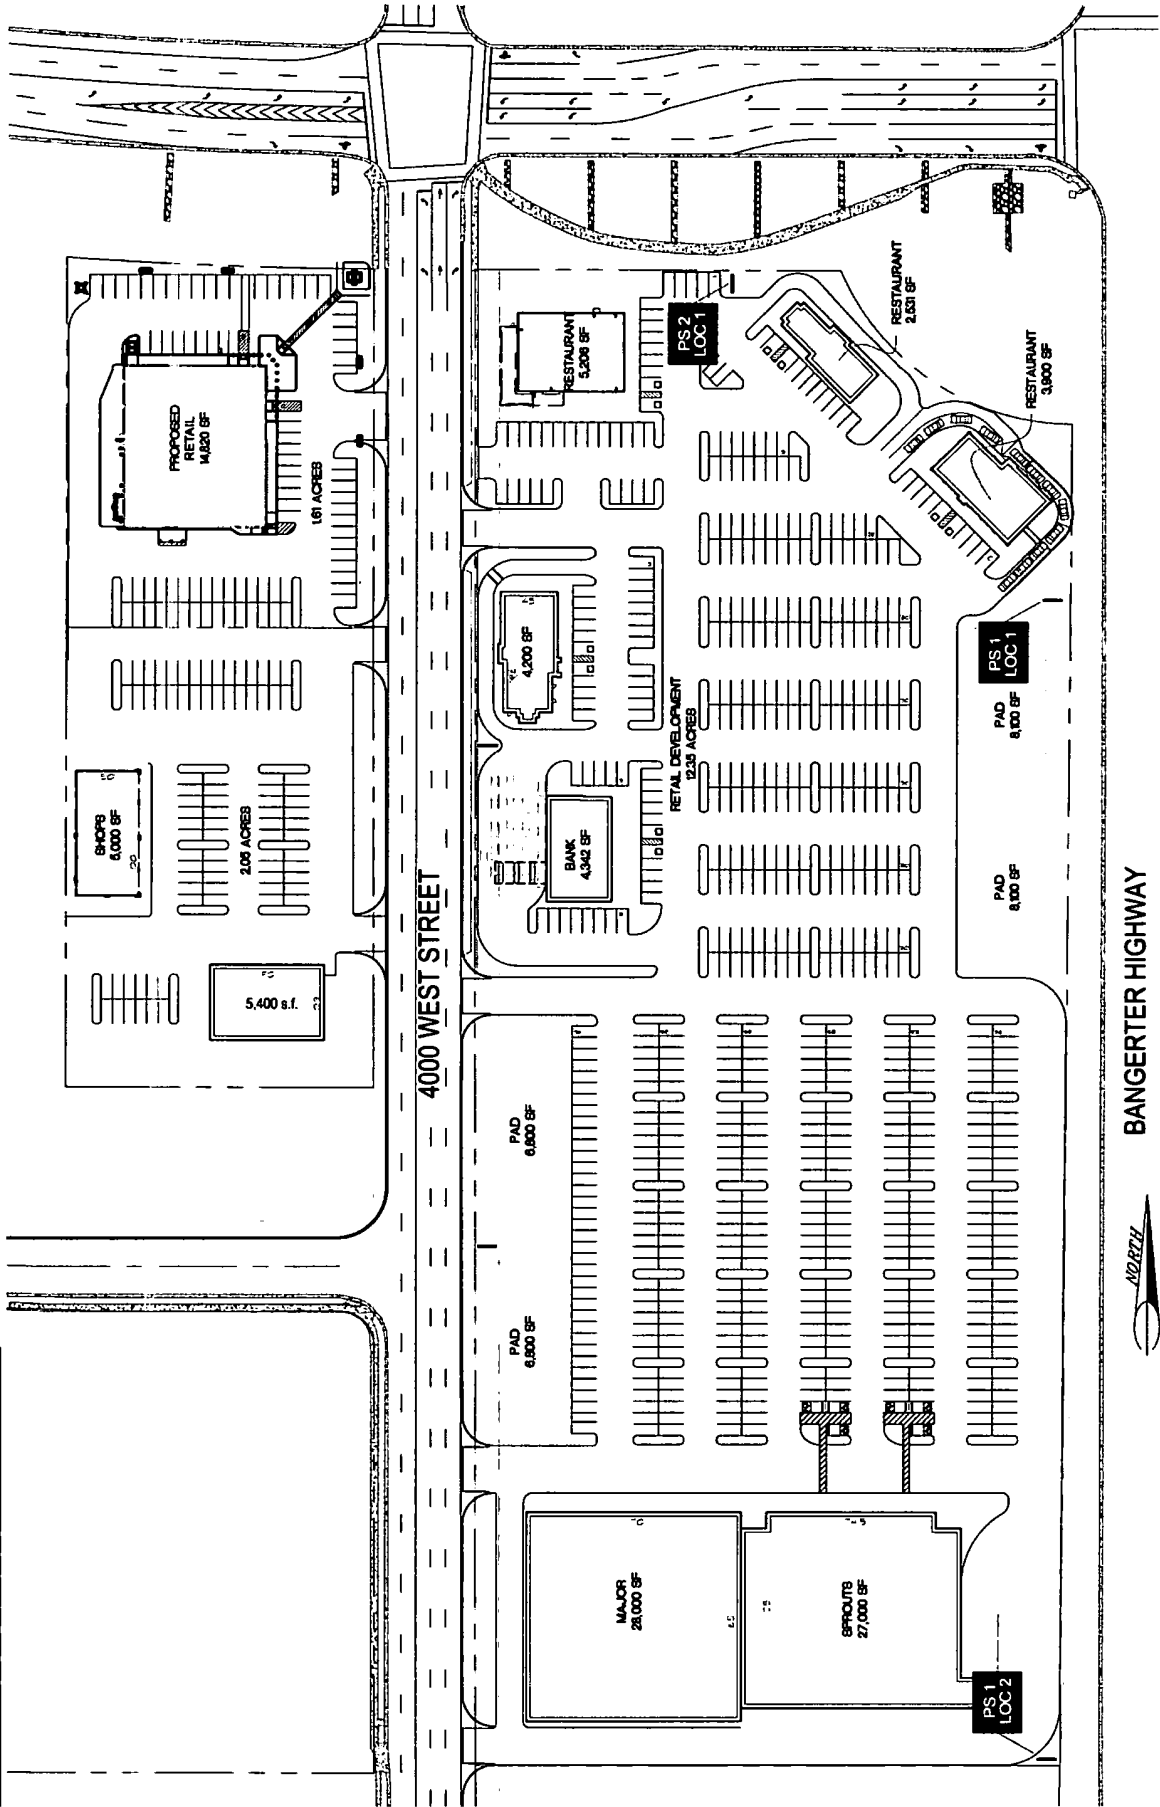 PROPOSED
RETAIL
14,820 SF
1.61 ACRES
SHOPS
6,000 SF
2.05 ACRES
5,400 s.f.
4000 WEST STREET
RESTAURANT
5,206 SF
PS 2
LOC 1
RESTAURANT
2,531 SF
RESTAURANT
3,900 SF
4,200 SF
RETAIL DEVELOPMENT
12.35 ACRES
BANK
4,342 SF
PS 1
LOC 1
PAD
8,100 SF
PAD
8,100 SF
PAD
6,800 SF
PAD
6,800 SF
MAJOR
28,000 SF
SPROUTS
27,000 SF
PS 1
LOC 2
BANGERTER HIGHWAY
NORTH